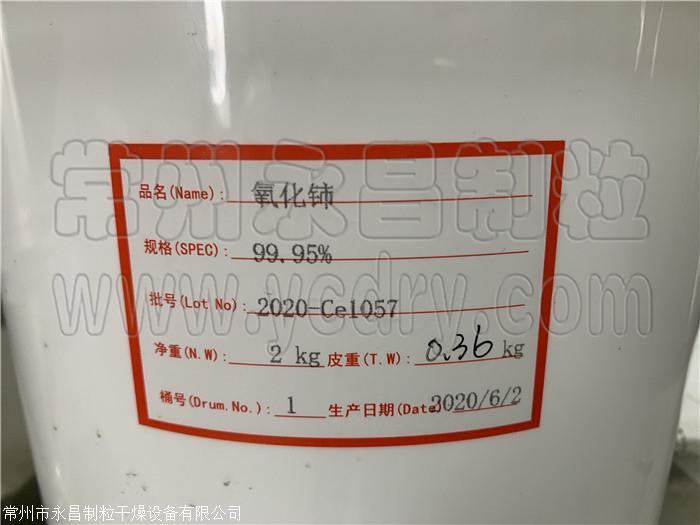 常州永昌制粒
www.ycdry.com
品名(Name): 氧化铈
规格(SPEC): 99.95%
批号(Lot No): 2020-Ce1057
净重(N.W): 2 kg 皮重(T.W): 0.36 kg
桶号(Drum.No.): 1 生产日期(Date) 2020/6/2
常州市永昌制粒干燥设备有限公司